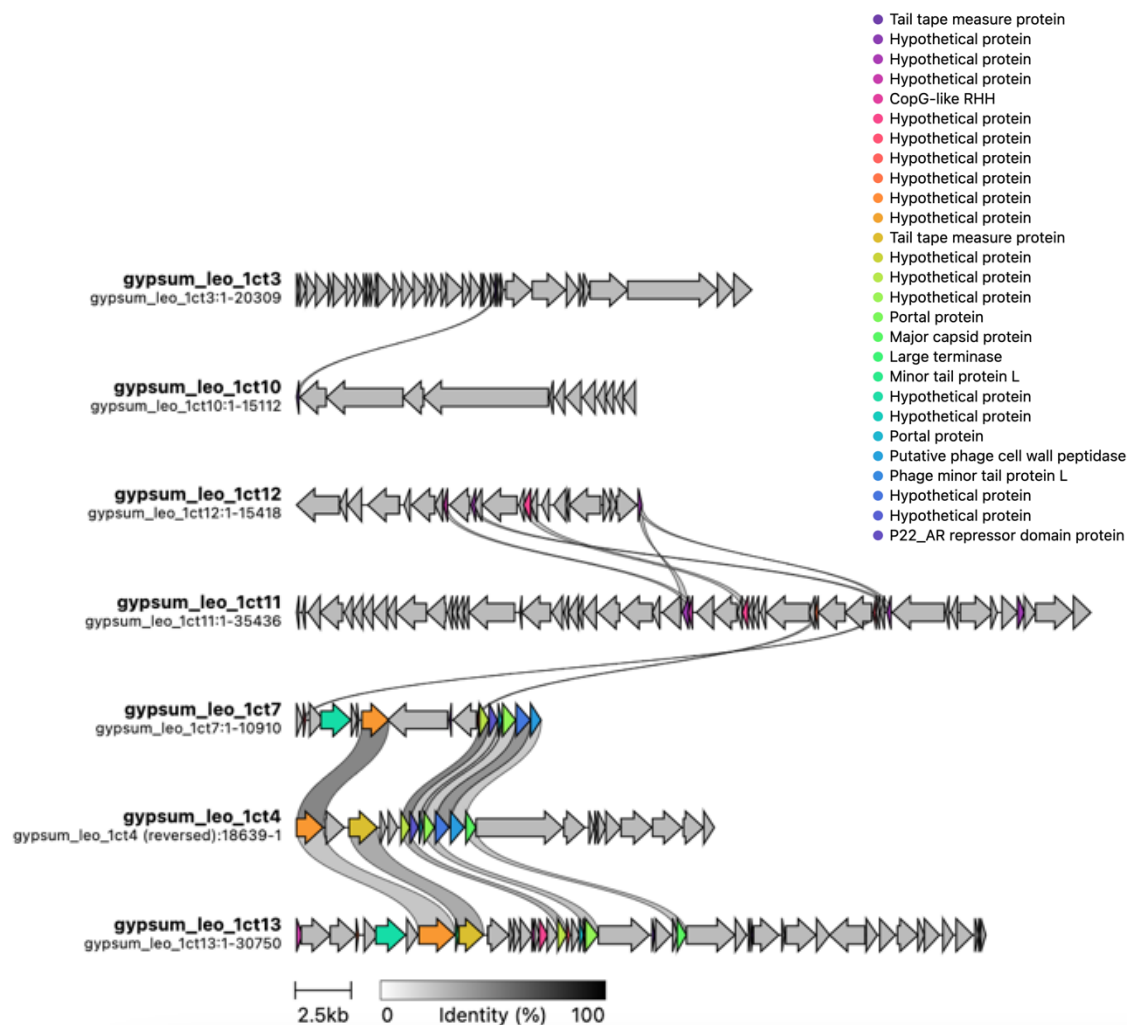 Tail tape measure protein
Hypothetical protein
Hypothetical protein
Hypothetical protein
CopG-like RHH
Hypothetical protein
Hypothetical protein
Hypothetical protein
Hypothetical protein
Hypothetical protein
Hypothetical protein
Tail tape measure protein
Hypothetical protein
Hypothetical protein
Hypothetical protein
Portal protein
Major capsid protein
Large terminase
Minor tail protein L
Hypothetical protein
Hypothetical protein
Portal protein
Putative phage cell wall peptidase
Phage minor tail protein L
Hypothetical protein
Hypothetical protein
P22_AR repressor domain protein
gypsum_leo_1ct3
gypsum_leo_1ct3:1-20309
gypsum_leo_1ct10
gypsum_leo_1ct10:1-15112
gypsum_leo_1ct12
gypsum_leo_1ct12:1-15418
gypsum_leo_1ct11
gypsum_leo_1ct11:1-35436
gypsum_leo_1ct7
gypsum_leo_1ct7:1-10910
gypsum_leo_1ct4
gypsum_leo_1ct4 (reversed):18639-1
gypsum_leo_1ct13
gypsum_leo_1ct13:1-30750
2.5kb
0 Identity (%) 100